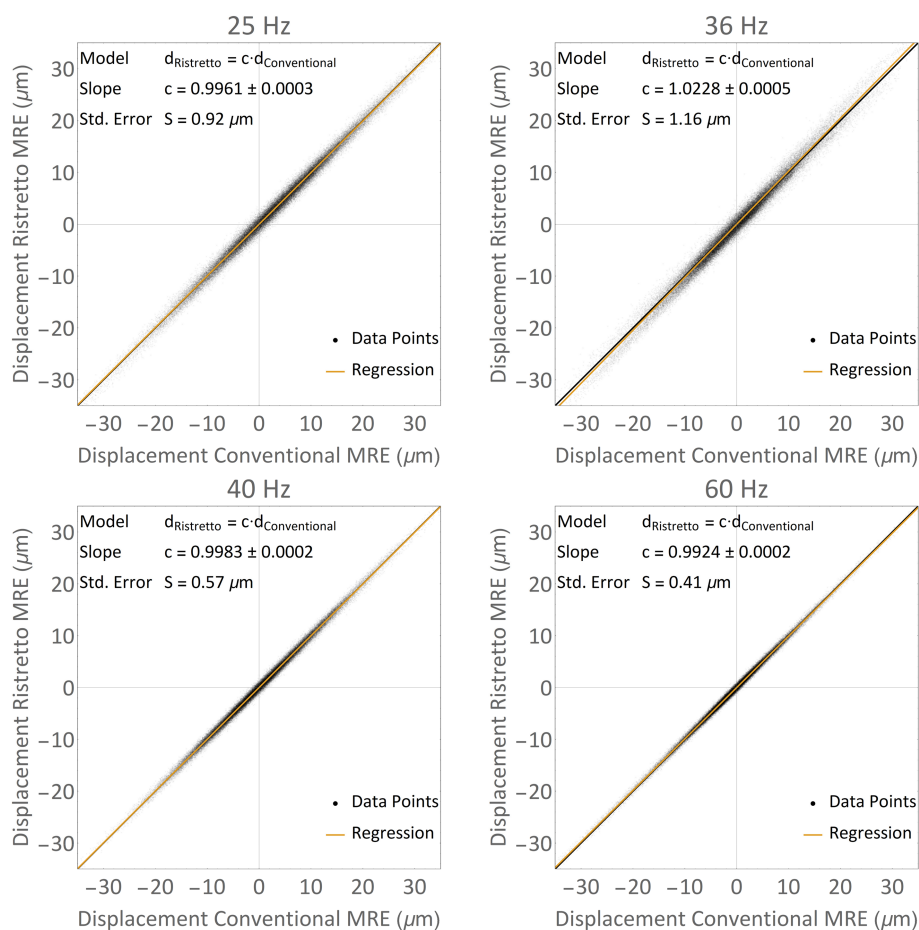 25 Hz
Displacement Ristretto MRE (μm)
30
20
10
0
−10
−20
−30
Model d_Ristretto = c·d_Conventional
Slope c = 0.9961 ± 0.0003
Std. Error S = 0.92 μm
Data Points
Regression
−30 −20 −10 0 10 20 30
Displacement Conventional MRE (μm)
36 Hz
Displacement Ristretto MRE (μm)
30
20
10
0
−10
−20
−30
Model d_Ristretto = c·d_Conventional
Slope c = 1.0228 ± 0.0005
Std. Error S = 1.16 μm
Data Points
Regression
−30 −20 −10 0 10 20 30
Displacement Conventional MRE (μm)
40 Hz
Displacement Ristretto MRE (μm)
30
20
10
0
−10
−20
−30
Model d_Ristretto = c·d_Conventional
Slope c = 0.9983 ± 0.0002
Std. Error S = 0.57 μm
Data Points
Regression
−30 −20 −10 0 10 20 30
Displacement Conventional MRE (μm)
60 Hz
Displacement Ristretto MRE (μm)
30
20
10
0
−10
−20
−30
Model d_Ristretto = c·d_Conventional
Slope c = 0.9924 ± 0.0002
Std. Error S = 0.41 μm
Data Points
Regression
−30 −20 −10 0 10 20 30
Displacement Conventional MRE (μm)